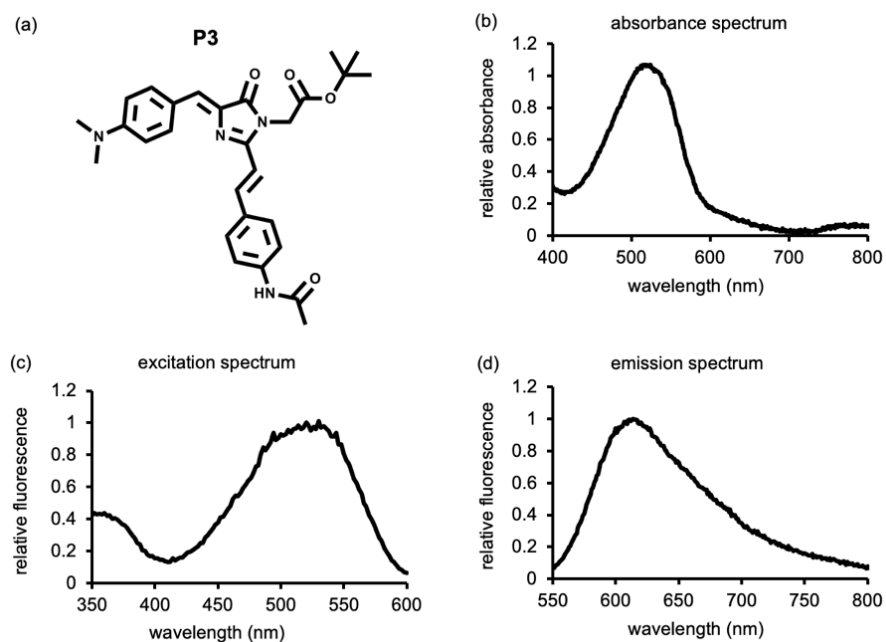 (a)
P3
O
O
O
N
N
N
HN
O
(b)
absorbance spectrum
relative absorbance
1.2
1
0.8
0.6
0.4
0.2
0
400 500 600 700 800
wavelength (nm)
(c)
excitation spectrum
relative fluorescence
1.2
1
0.8
0.6
0.4
0.2
0
350 400 450 500 550 600
wavelength (nm)
(d)
emission spectrum
relative fluorescence
1.2
1
0.8
0.6
0.4
0.2
0
550 600 650 700 750 800
wavelength (nm)